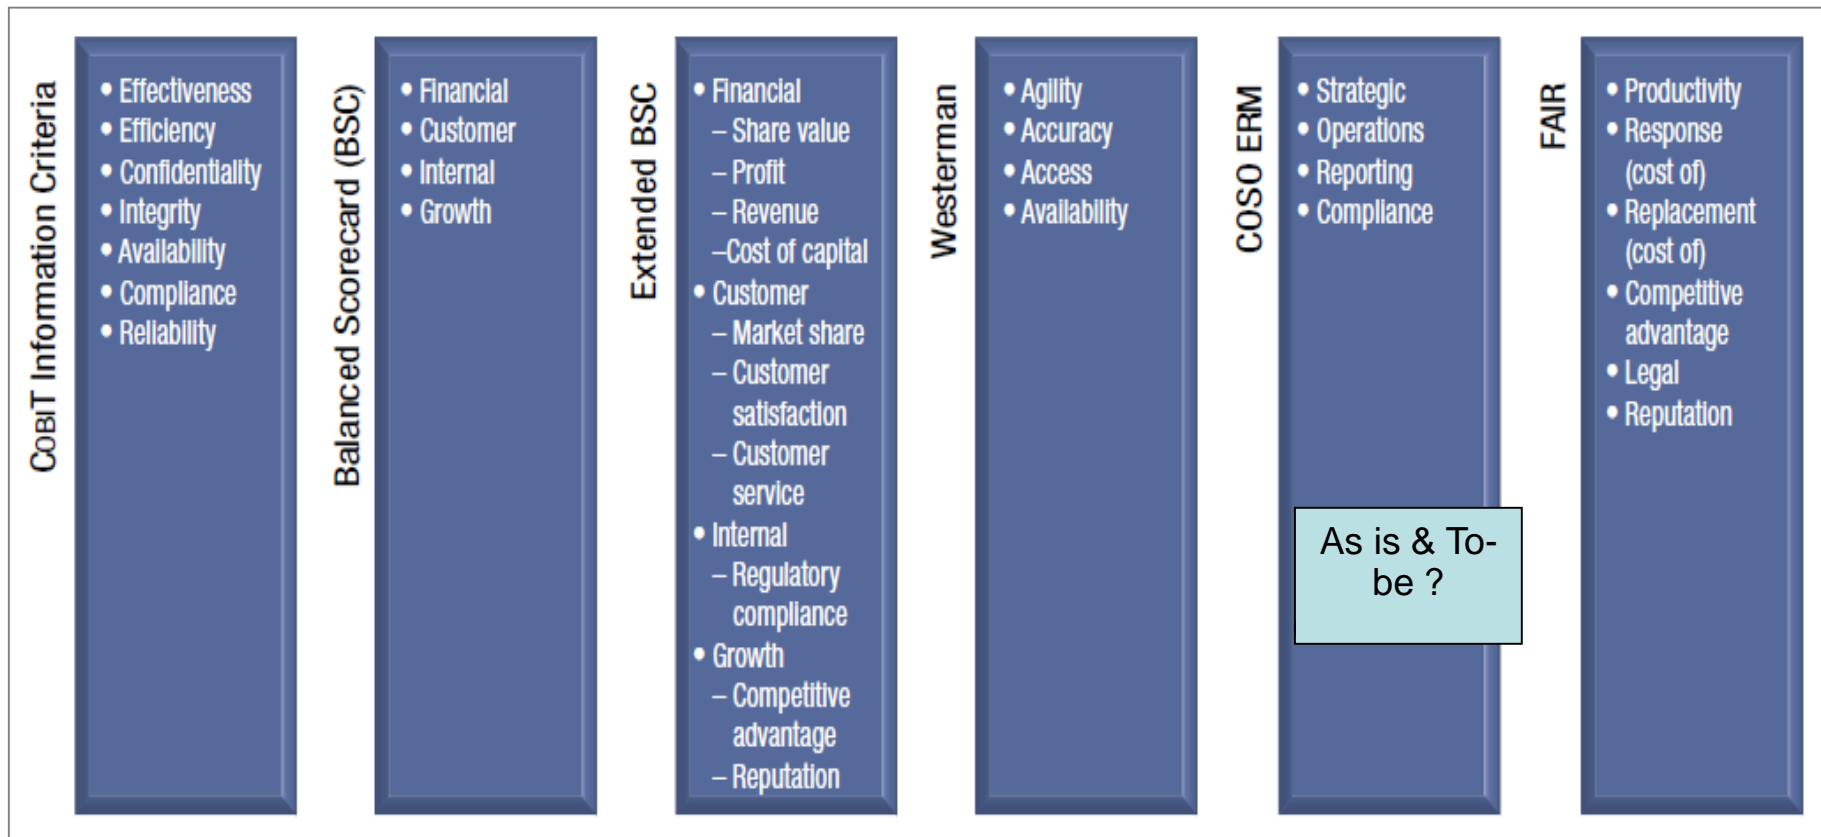 COBIT Information Criteria
• Effectiveness
• Efficiency
• Confidentiality
• Integrity
• Availability
• Compliance
• Reliability
Balanced Scorecard (BSC)
• Financial
• Customer
• Internal
• Growth
Extended BSC
• Financial
– Share value
– Profit
– Revenue
–Cost of capital
• Customer
– Market share
– Customer
satisfaction
– Customer
service
• Internal
– Regulatory
compliance
• Growth
– Competitive
advantage
– Reputation
Westerman
• Agility
• Accuracy
• Access
• Availability
COSO ERM
• Strategic
• Operations
• Reporting
• Compliance
As is & To-
be ?
FAIR
• Productivity
• Response
(cost of)
• Replacement
(cost of)
• Competitive
advantage
• Legal
• Reputation